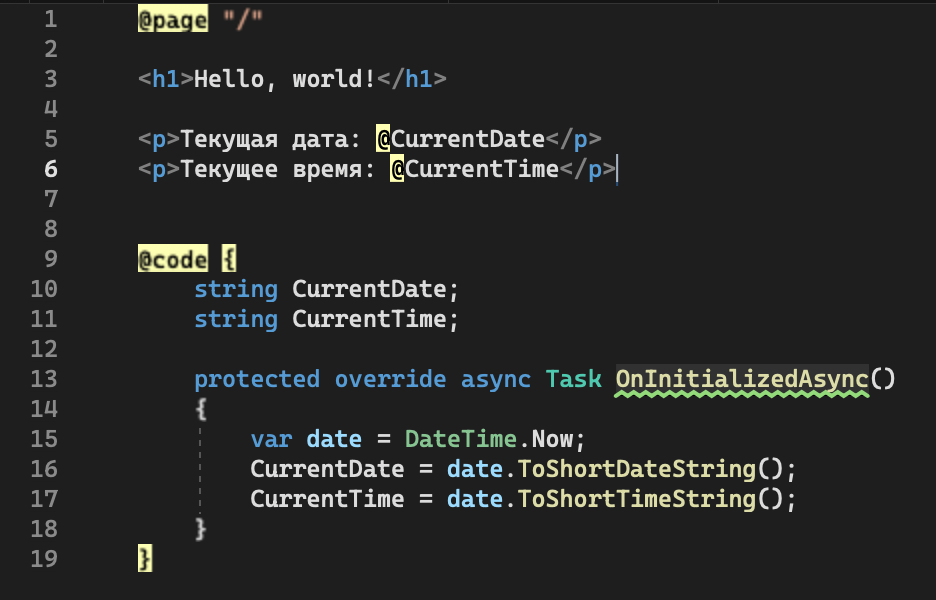 1 @page "/"
2
3 <h1>Hello, world!</h1>
4
5 <p>Текущая дата: @CurrentDate</p>
6 <p>Текущее время: @CurrentTime</p>
7
8
9 @code {
10 string CurrentDate;
11 string CurrentTime;
12
13 protected override async Task OnInitializedAsync()
14 {
15 var date = DateTime.Now;
16 CurrentDate = date.ToShortDateString();
17 CurrentTime = date.ToShortTimeString();
18 }
19 }